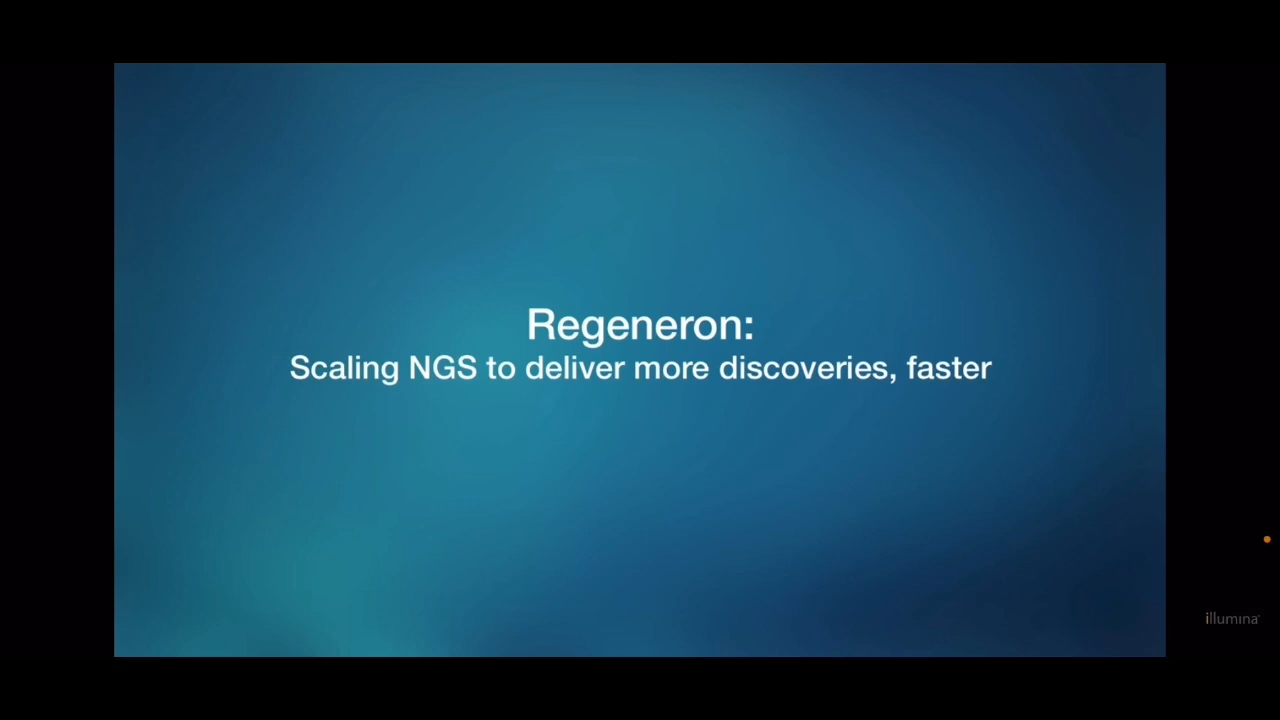 Regeneron:
Scaling NGS to deliver more discoveries, faster
illumina®